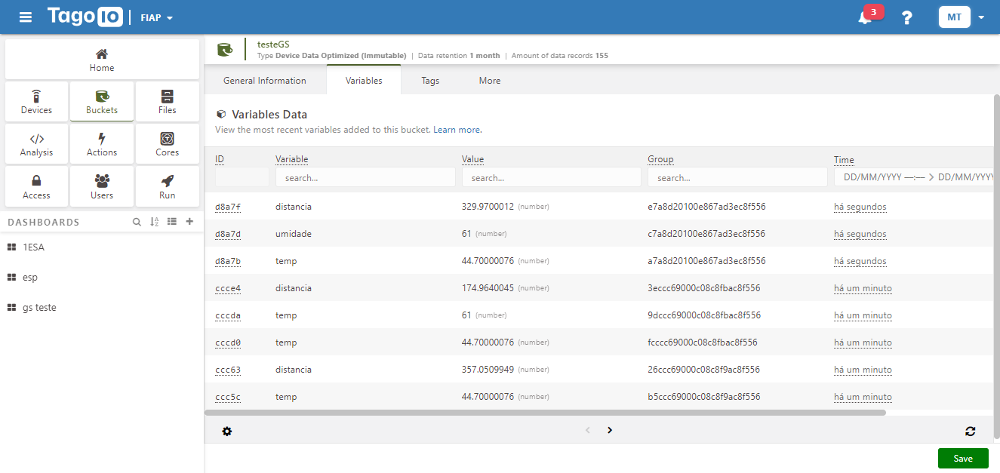 Tago IO | FIAP
3
?
MT
Home
Devices Buckets Files
Analysis Actions Cores
Access Users Run
DASHBOARDS
1ESA
esp
gs teste
testeGS
Type Device Data Optimized (Immutable) | Data retention 1 month | Amount of data records 155
General Information Variables Tags More
Variables Data
View the most recent variables added to this bucket. Learn more.
ID Variable Value Group Time
search... search... search... DD/MM/YYYY —:— > DD/MM/YYYY
d8a7f distancia 329.9700012 (number) e7a8d20100e867ad3ec8f556 há segundos
d8a7d umidade 61 (number) c7a8d20100e867ad3ec8f556 há segundos
d8a7b temp 44.70000076 (number) a7a8d20100e867ad3ec8f556 há segundos
ccce4 distancia 174.9640045 (number) 3eccc69000c08c8fbac8f556 há um minuto
cccda temp 61 (number) 9dccc69000c08c8fbac8f556 há um minuto
cccd0 temp 44.70000076 (number) fcccc69000c08c8fbac8f556 há um minuto
ccc63 distancia 357.0509949 (number) 26ccc69000c08c8f9ac8f556 há um minuto
ccc5c temp 44.70000076 (number) b5ccc69000c08c8f9ac8f556 há um minuto
Save